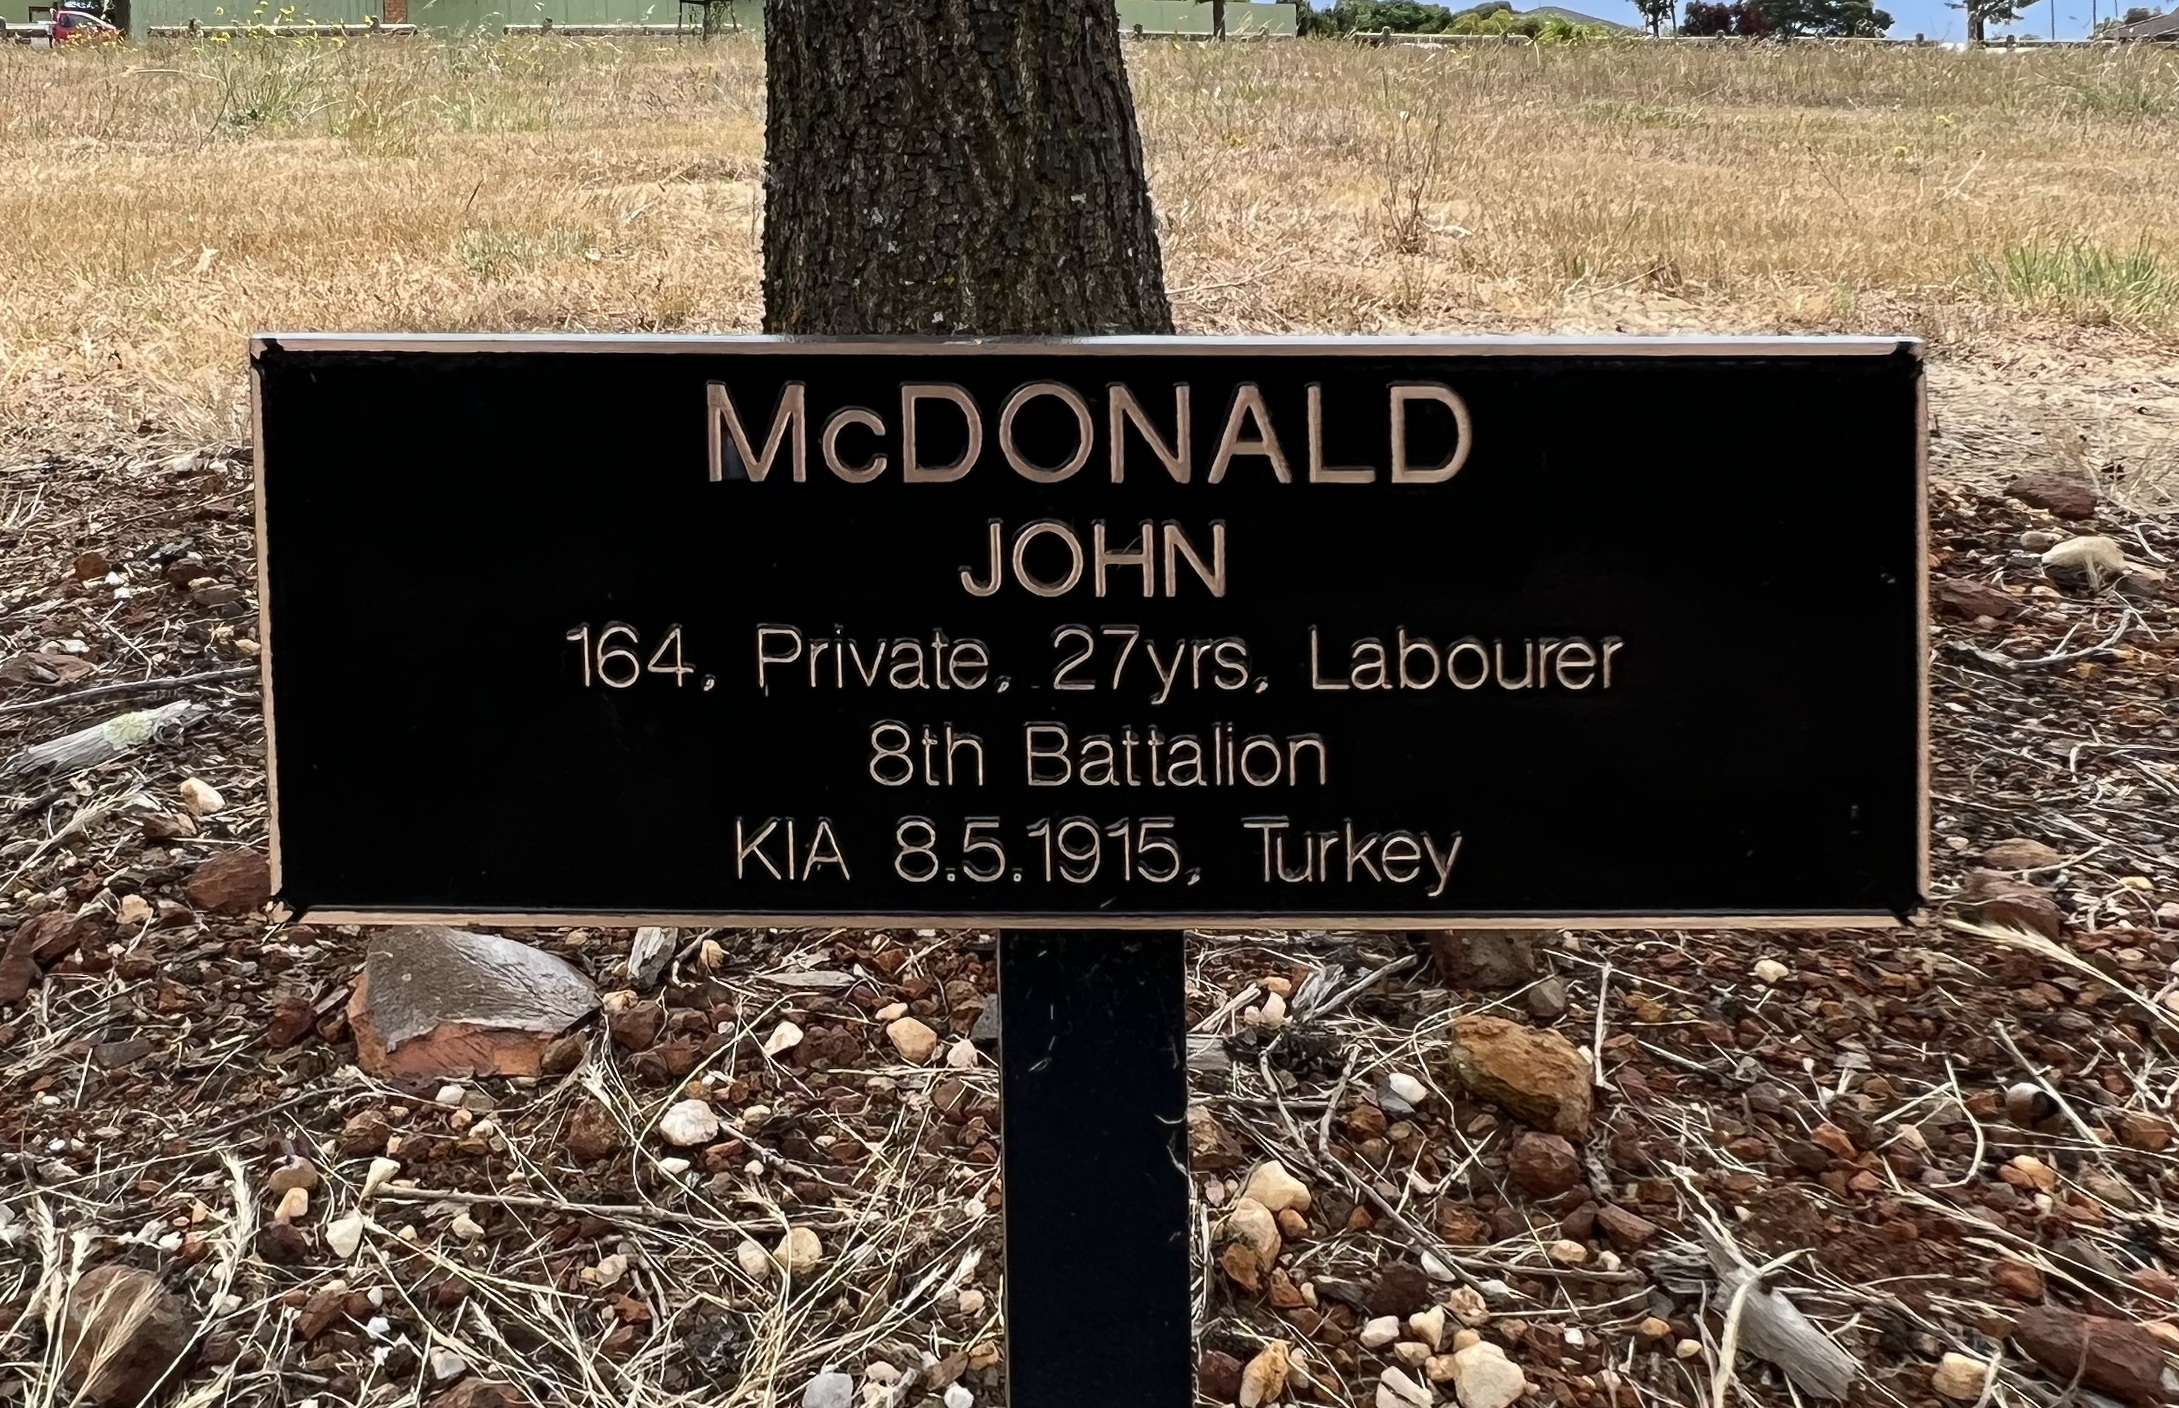 McDONALD
JOHN
164, Private, 27yrs, Labourer
8th Battalion
KIA 8.5.1915, Turkey